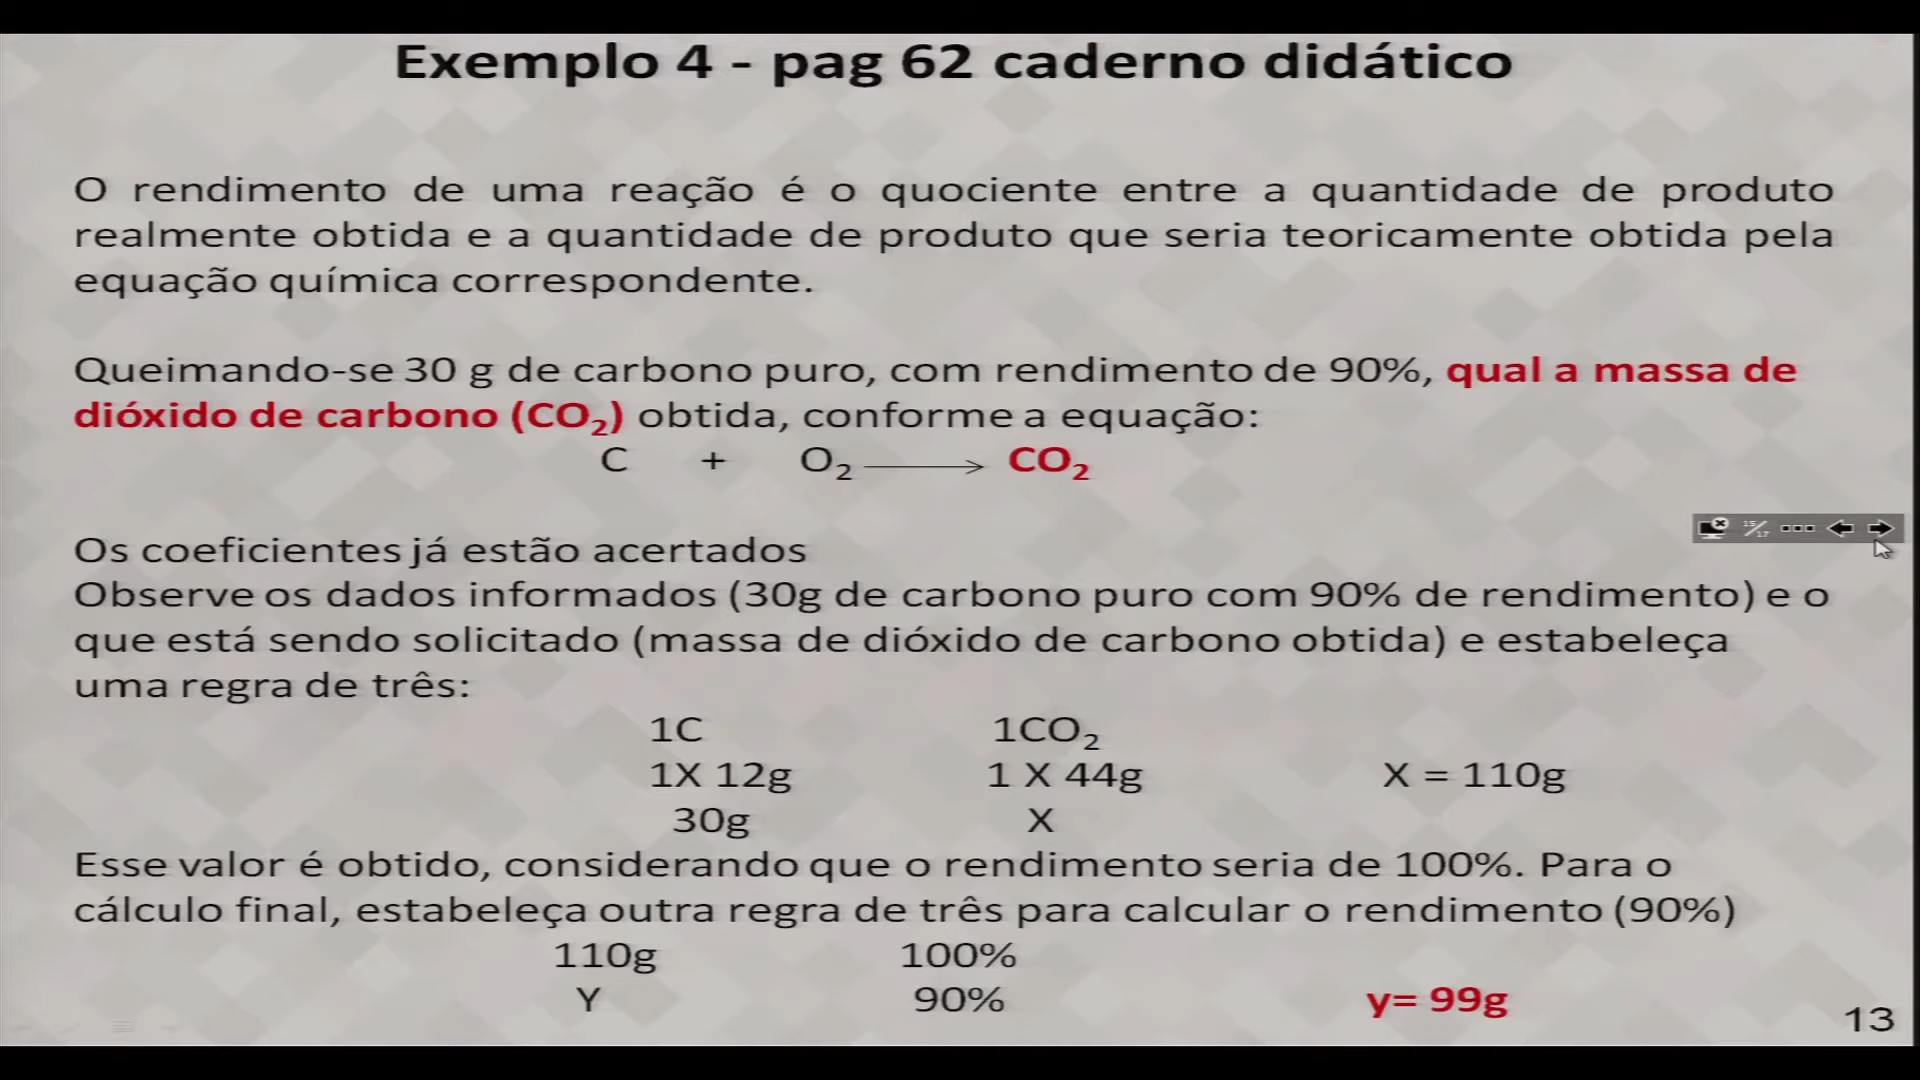 Exemplo 4 - pag 62 caderno didático
O rendimento de uma reação é o quociente entre a quantidade de produto
realmente obtida e a quantidade de produto que seria teoricamente obtida pela
equação química correspondente.
Queimando-se 30 g de carbono puro, com rendimento de 90%, qual a massa de
dióxido de carbono (CO₂) obtida, conforme a equação:
C + O₂ ⟶ CO₂
Os coeficientes já estão acertados
Observe os dados informados (30g de carbono puro com 90% de rendimento) e o
que está sendo solicitado (massa de dióxido de carbono obtida) e estabeleça
uma regra de três:
1C 1CO₂
1X 12g 1 X 44g X = 110g
30g X
Esse valor é obtido, considerando que o rendimento seria de 100%. Para o
cálculo final, estabeleça outra regra de três para calcular o rendimento (90%)
110g 100%
Y 90% y= 99g
13
15/17